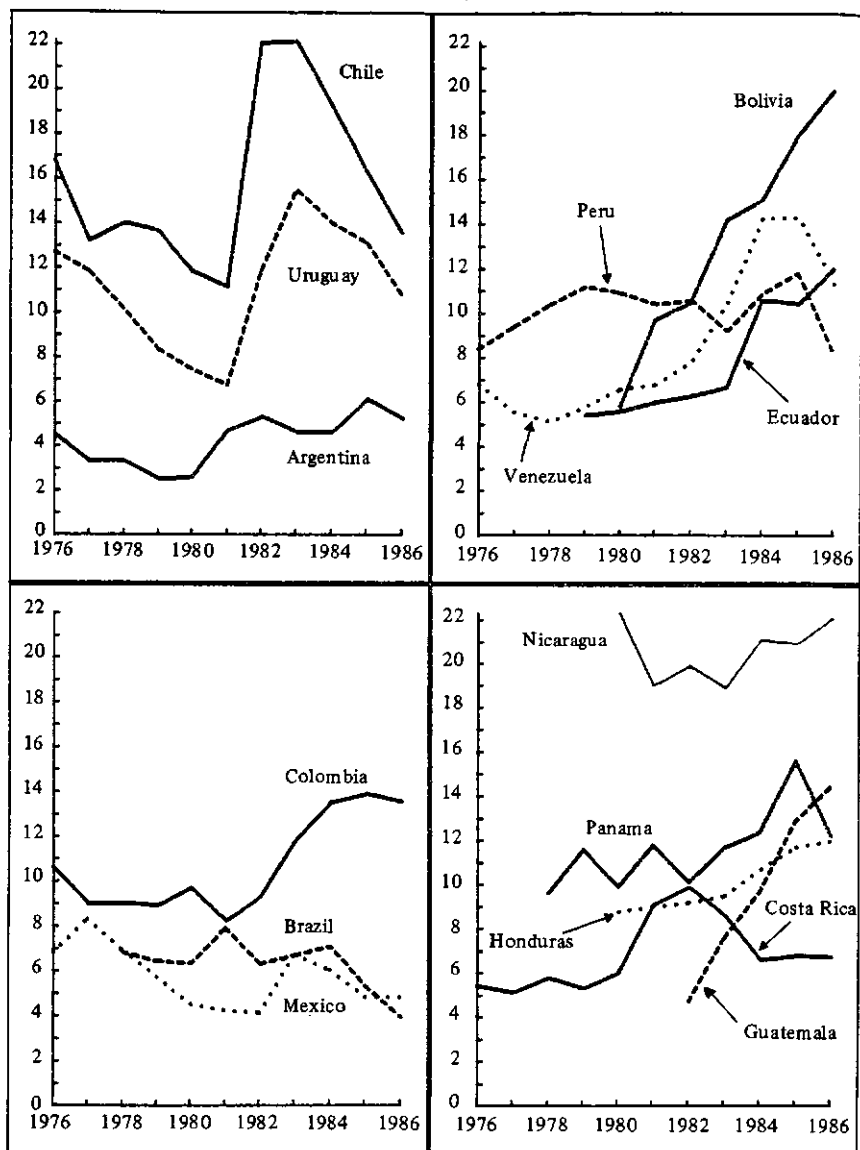 22
20
18
16
14
12
10
8
6
4
2
0
1976 1978 1980 1982 1984 1986
Chile
Uruguay
Argentina
22
20
18
16
14
12
10
8
6
4
2
0
1976 1978 1980 1982 1984 1986
Bolivia
Peru
Ecuador
Venezuela
22
20
18
16
14
12
10
8
6
4
2
0
1976 1978 1980 1982 1984 1986
Colombia
Brazil
Mexico
22
20
18
16
14
12
10
8
6
4
2
0
1976 1978 1980 1982 1984 1986
Nicaragua
Panama
Costa Rica
Honduras
Guatemala